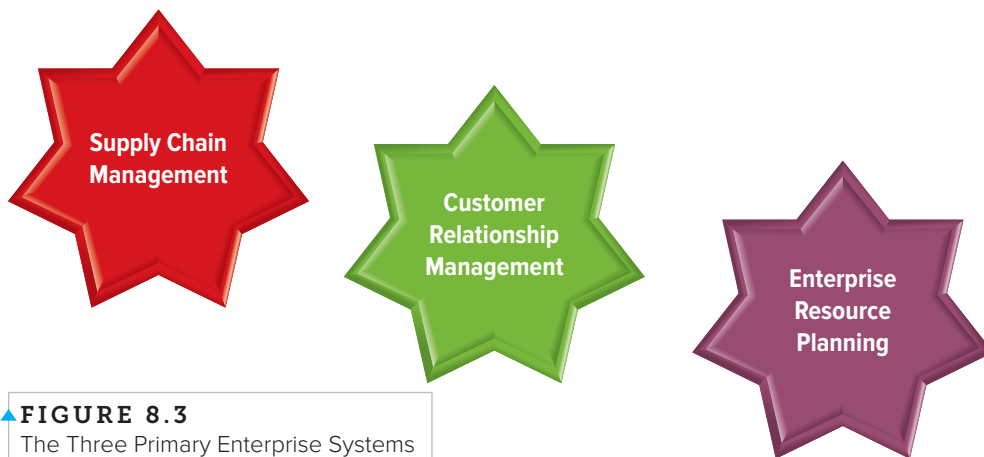 Supply Chain
Management
Customer
Relationship
Management
Enterprise
Resource
Planning
FIGURE 8.3
The Three Primary Enterprise Systems